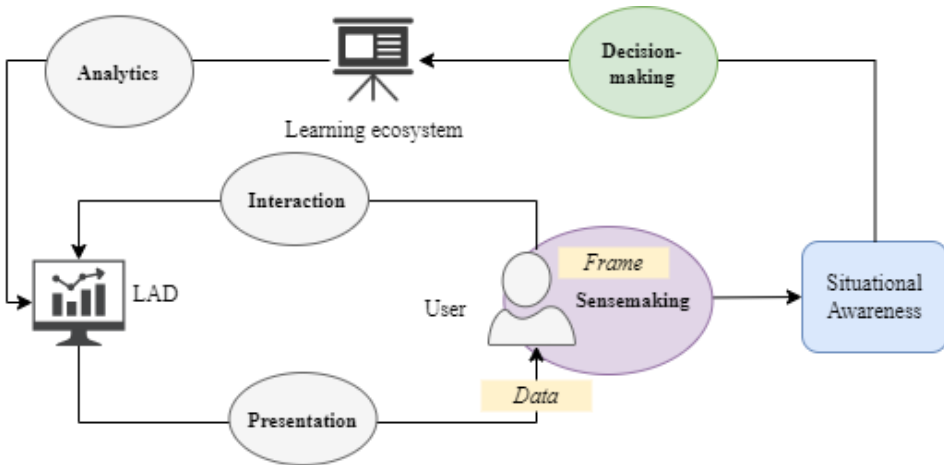 Analytics
Decision-
making
Learning ecosystem
Interaction
Frame
Sensemaking
User
LAD
Situational
Awareness
Data
Presentation